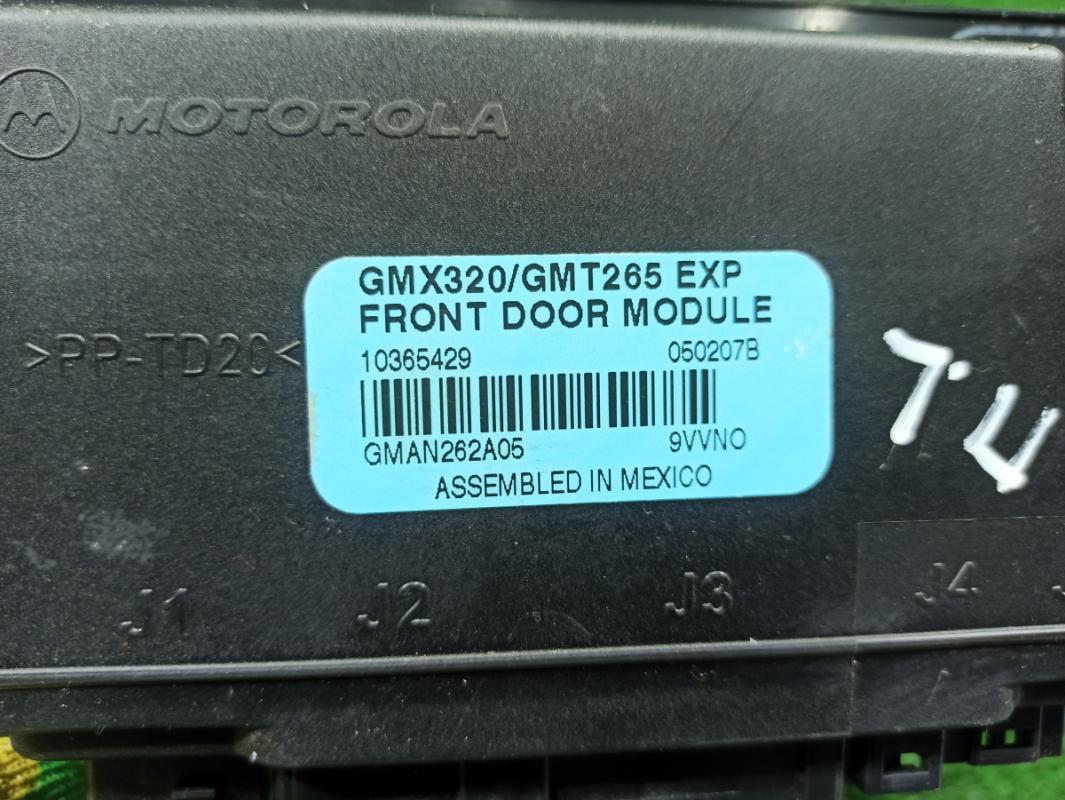 MOTOROLA
GMX320/GMT265 EXP
FRONT DOOR MODULE
10365429 050207B
>PP-TD20<
GMAN262A05 9VVNO
ASSEMBLED IN MEXICO
J1 J2 J3 J4